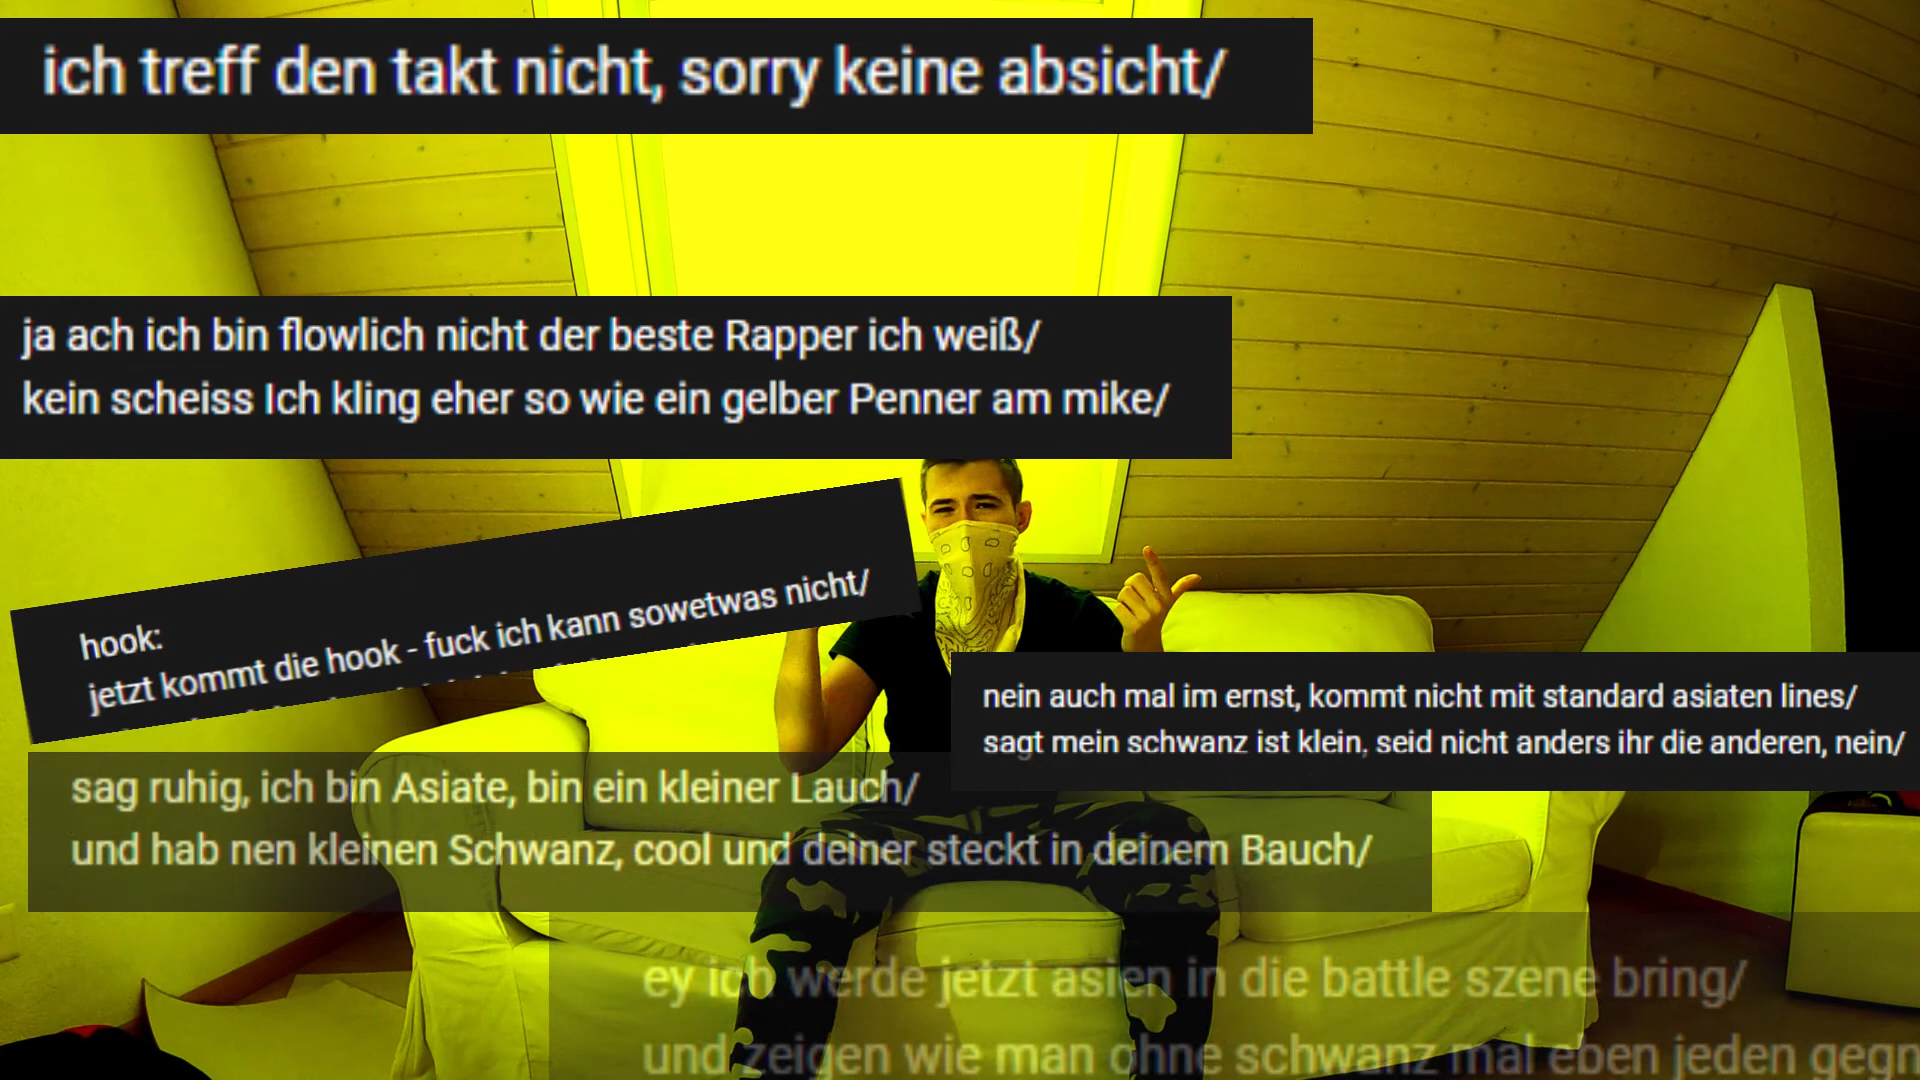 ich treff den takt nicht, sorry keine absicht/
ja ach ich bin flowlich nicht der beste Rapper ich weiß/
kein scheiss Ich kling eher so wie ein gelber Penner am mike/
hook:
jetzt kommt die hook - fuck ich kann sowetwas nicht/
nein auch mal im ernst, kommt nicht mit standard asiaten lines/
sagt mein schwanz ist klein, seid nicht anders ihr die anderen, nein/
sag ruhig, ich bin Asiate, bin ein kleiner Lauch/
und hab nen kleinen Schwanz, cool und deiner steckt in deinem Bauch/
ey ich werde jetzt asien in die battle szene bring/
und zeigen wie man ohne schwanz mal eben jeden